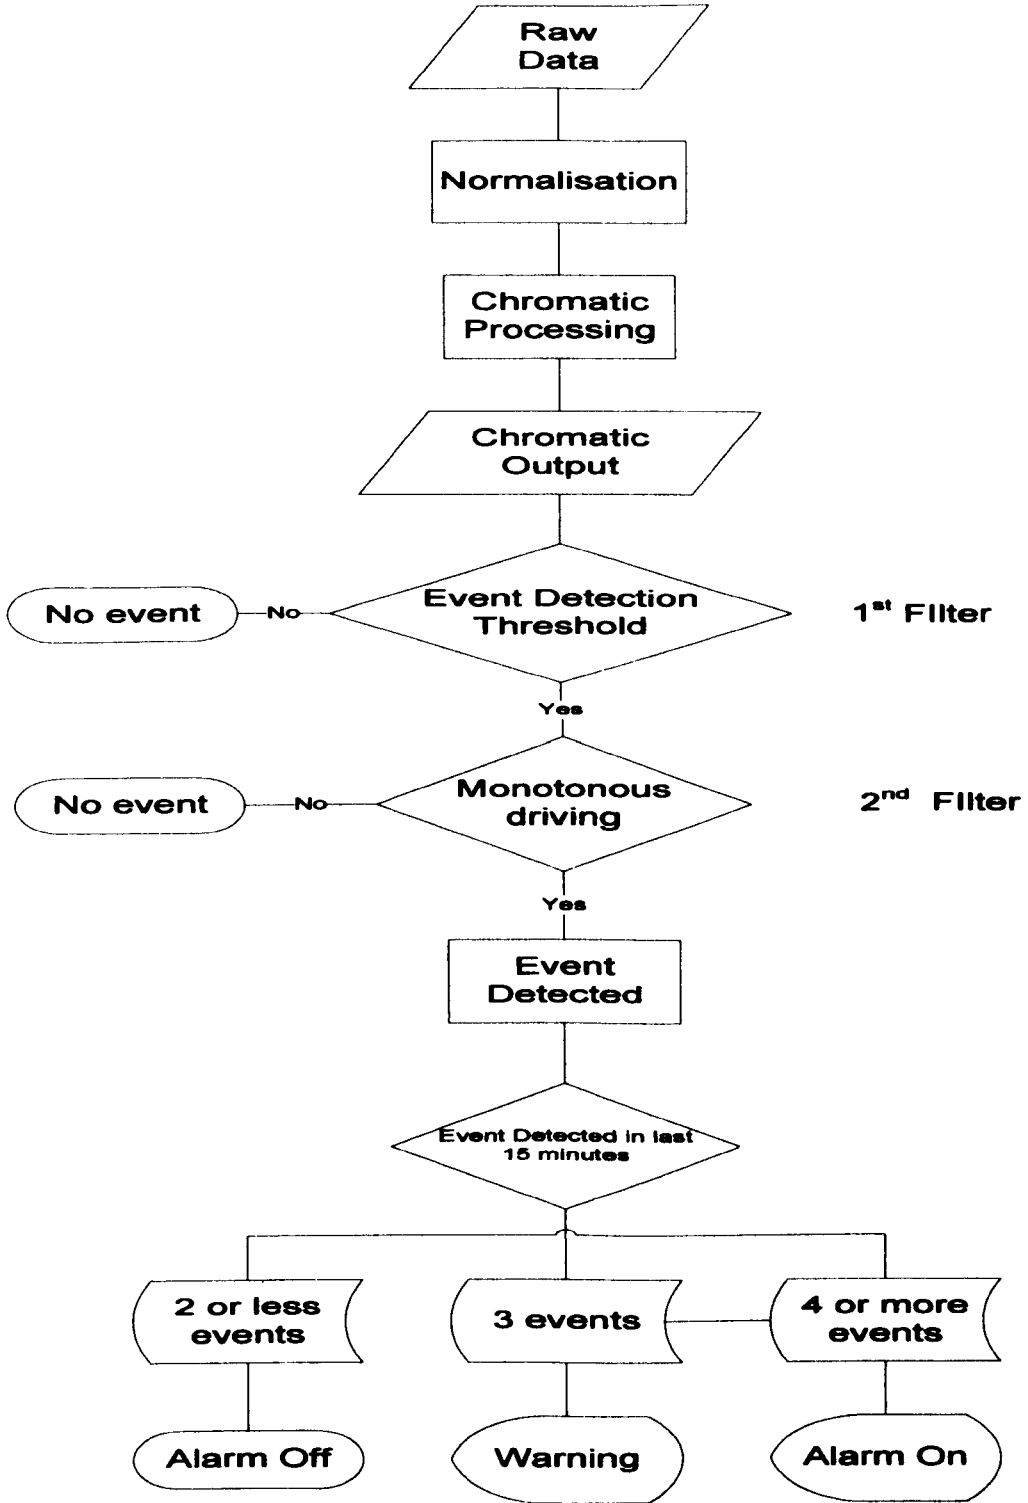 Raw
Data
Normalisation
Chromatic
Processing
Chromatic
Output
Event Detection
Threshold
No
No event
1st Filter
Yes
Monotonous
driving
No
No event
2nd Filter
Yes
Event
Detected
Event Detected in last
15 minutes
2 or less
events
3 events
4 or more
events
Alarm Off
Warning
Alarm On